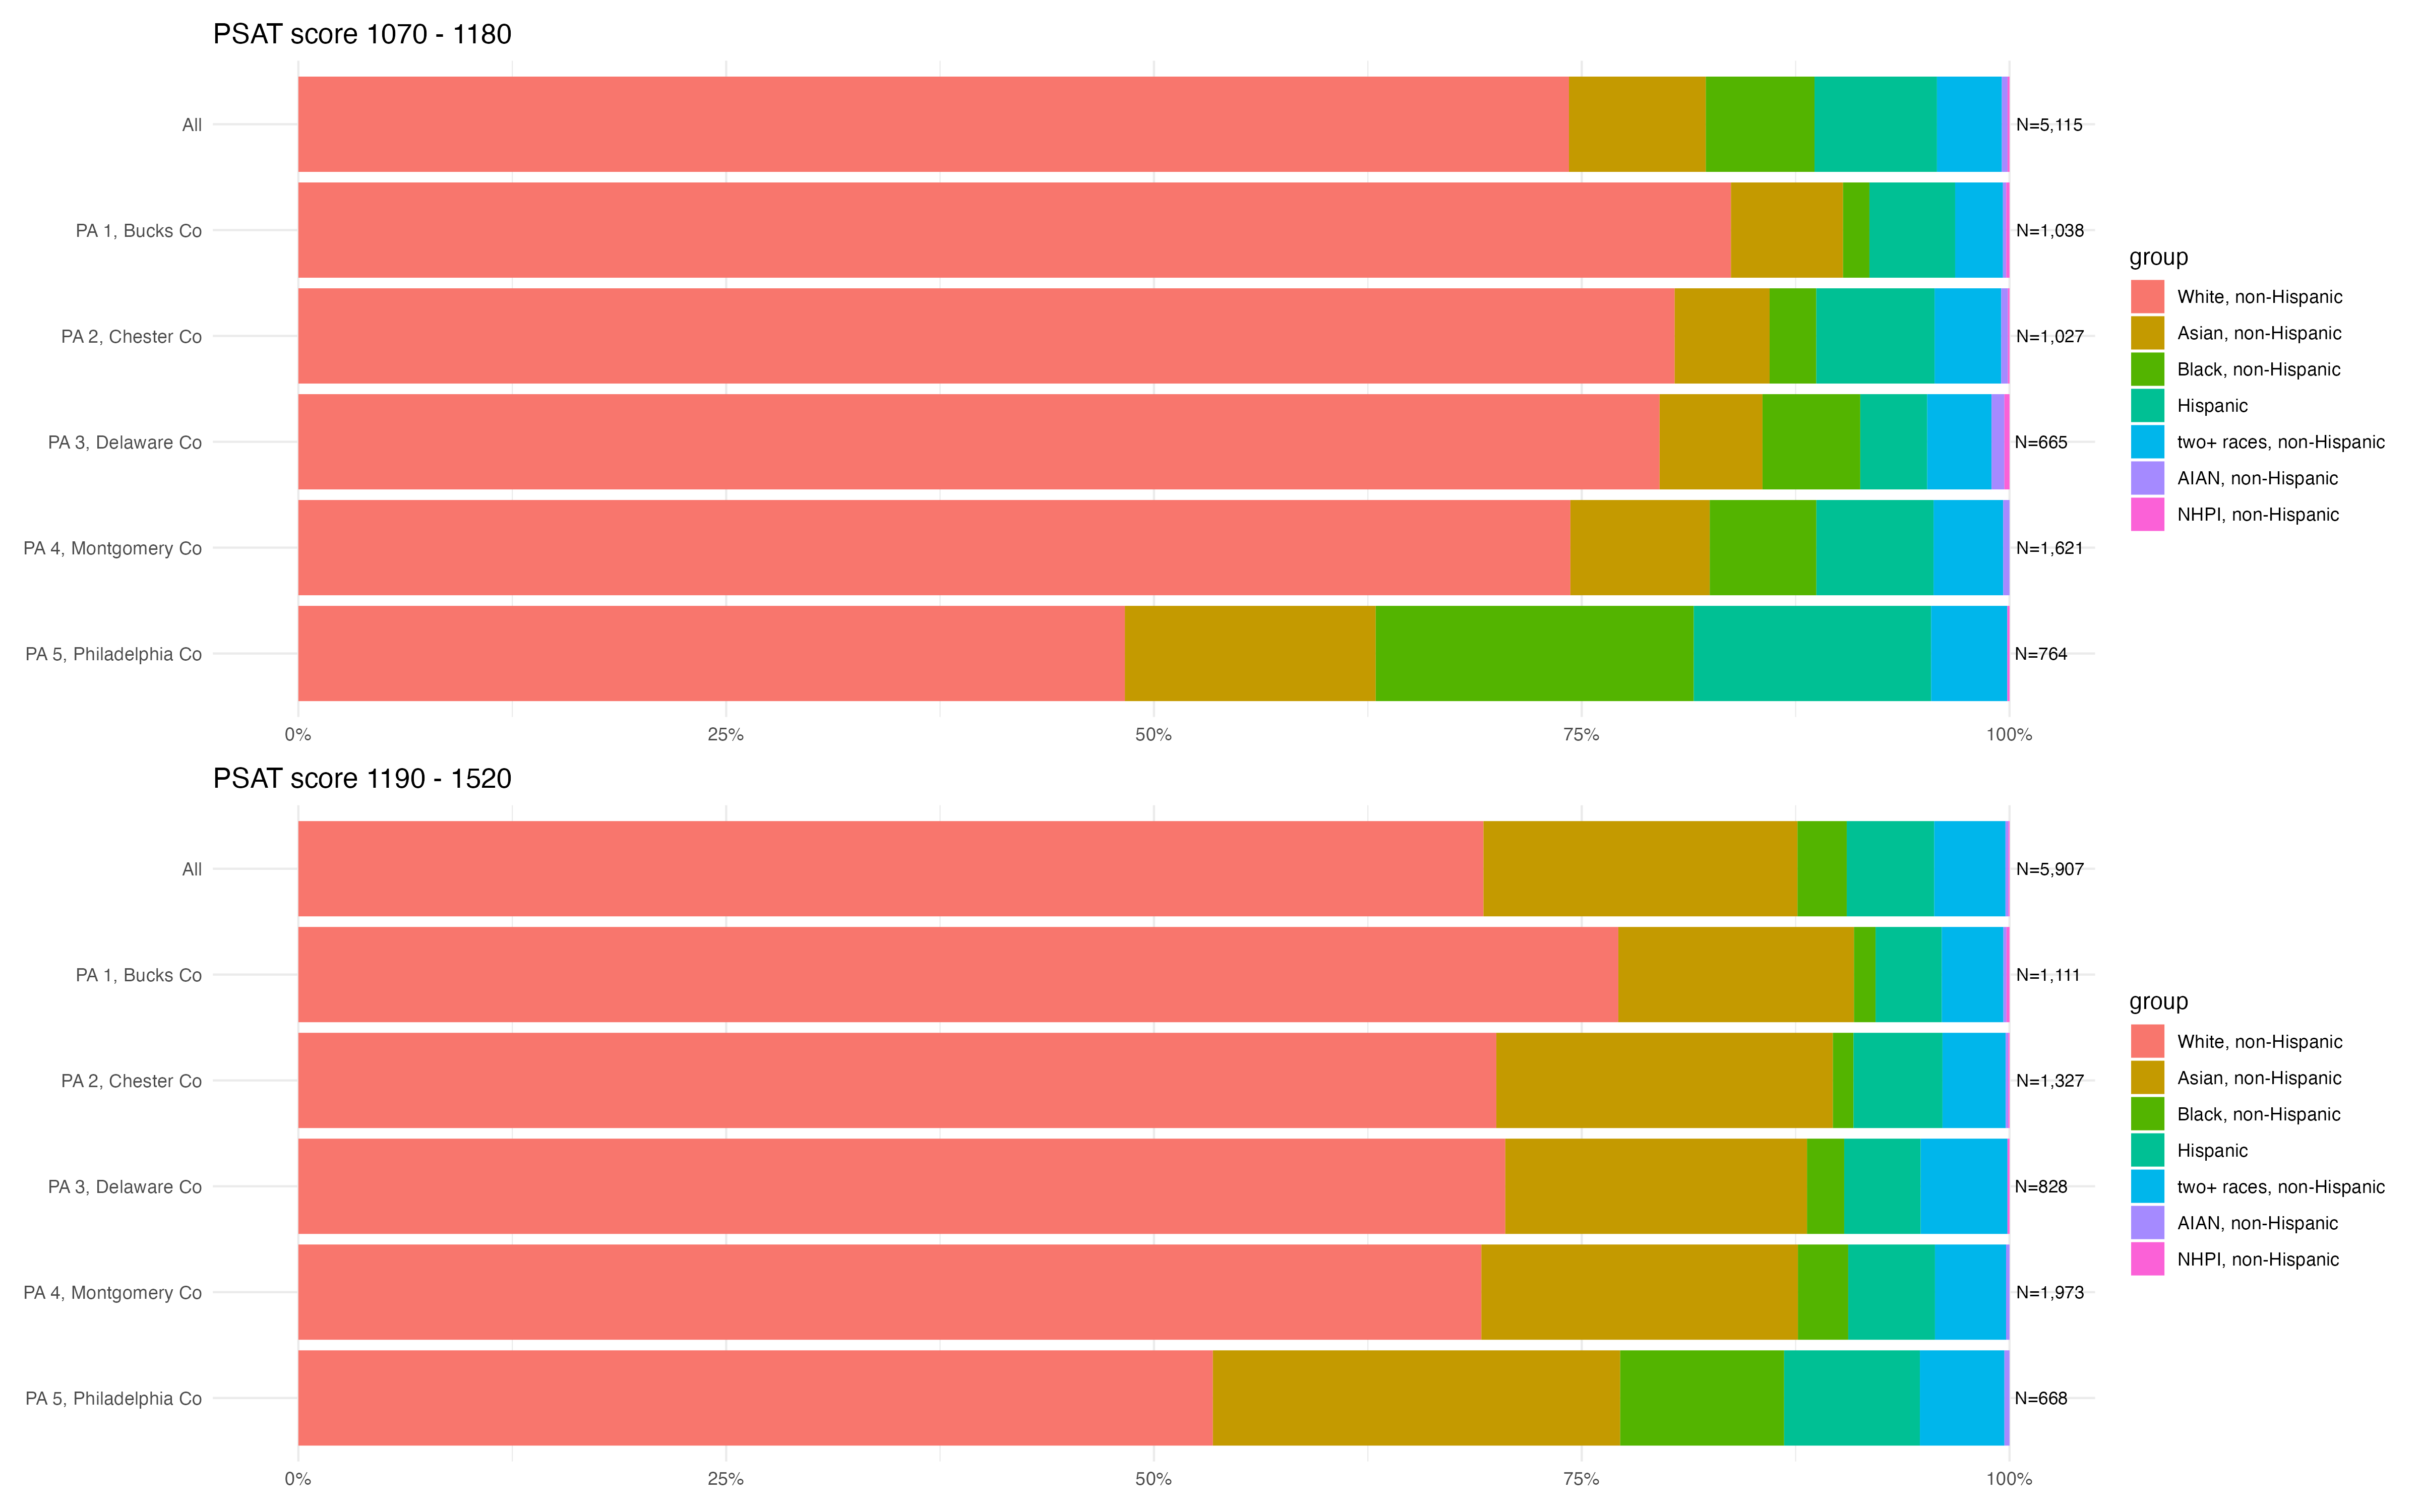 PSAT score 1070 - 1180
All
N=5,115
PA 1, Bucks Co
N=1,038
PA 2, Chester Co
N=1,027
PA 3, Delaware Co
N=665
PA 4, Montgomery Co
N=1,621
PA 5, Philadelphia Co
N=764
0% 25% 50% 75% 100%
group
White, non-Hispanic
Asian, non-Hispanic
Black, non-Hispanic
Hispanic
two+ races, non-Hispanic
AIAN, non-Hispanic
NHPI, non-Hispanic
PSAT score 1190 - 1520
All
N=5,907
PA 1, Bucks Co
N=1,111
PA 2, Chester Co
N=1,327
PA 3, Delaware Co
N=828
PA 4, Montgomery Co
N=1,973
PA 5, Philadelphia Co
N=668
0% 25% 50% 75% 100%
group
White, non-Hispanic
Asian, non-Hispanic
Black, non-Hispanic
Hispanic
two+ races, non-Hispanic
AIAN, non-Hispanic
NHPI, non-Hispanic